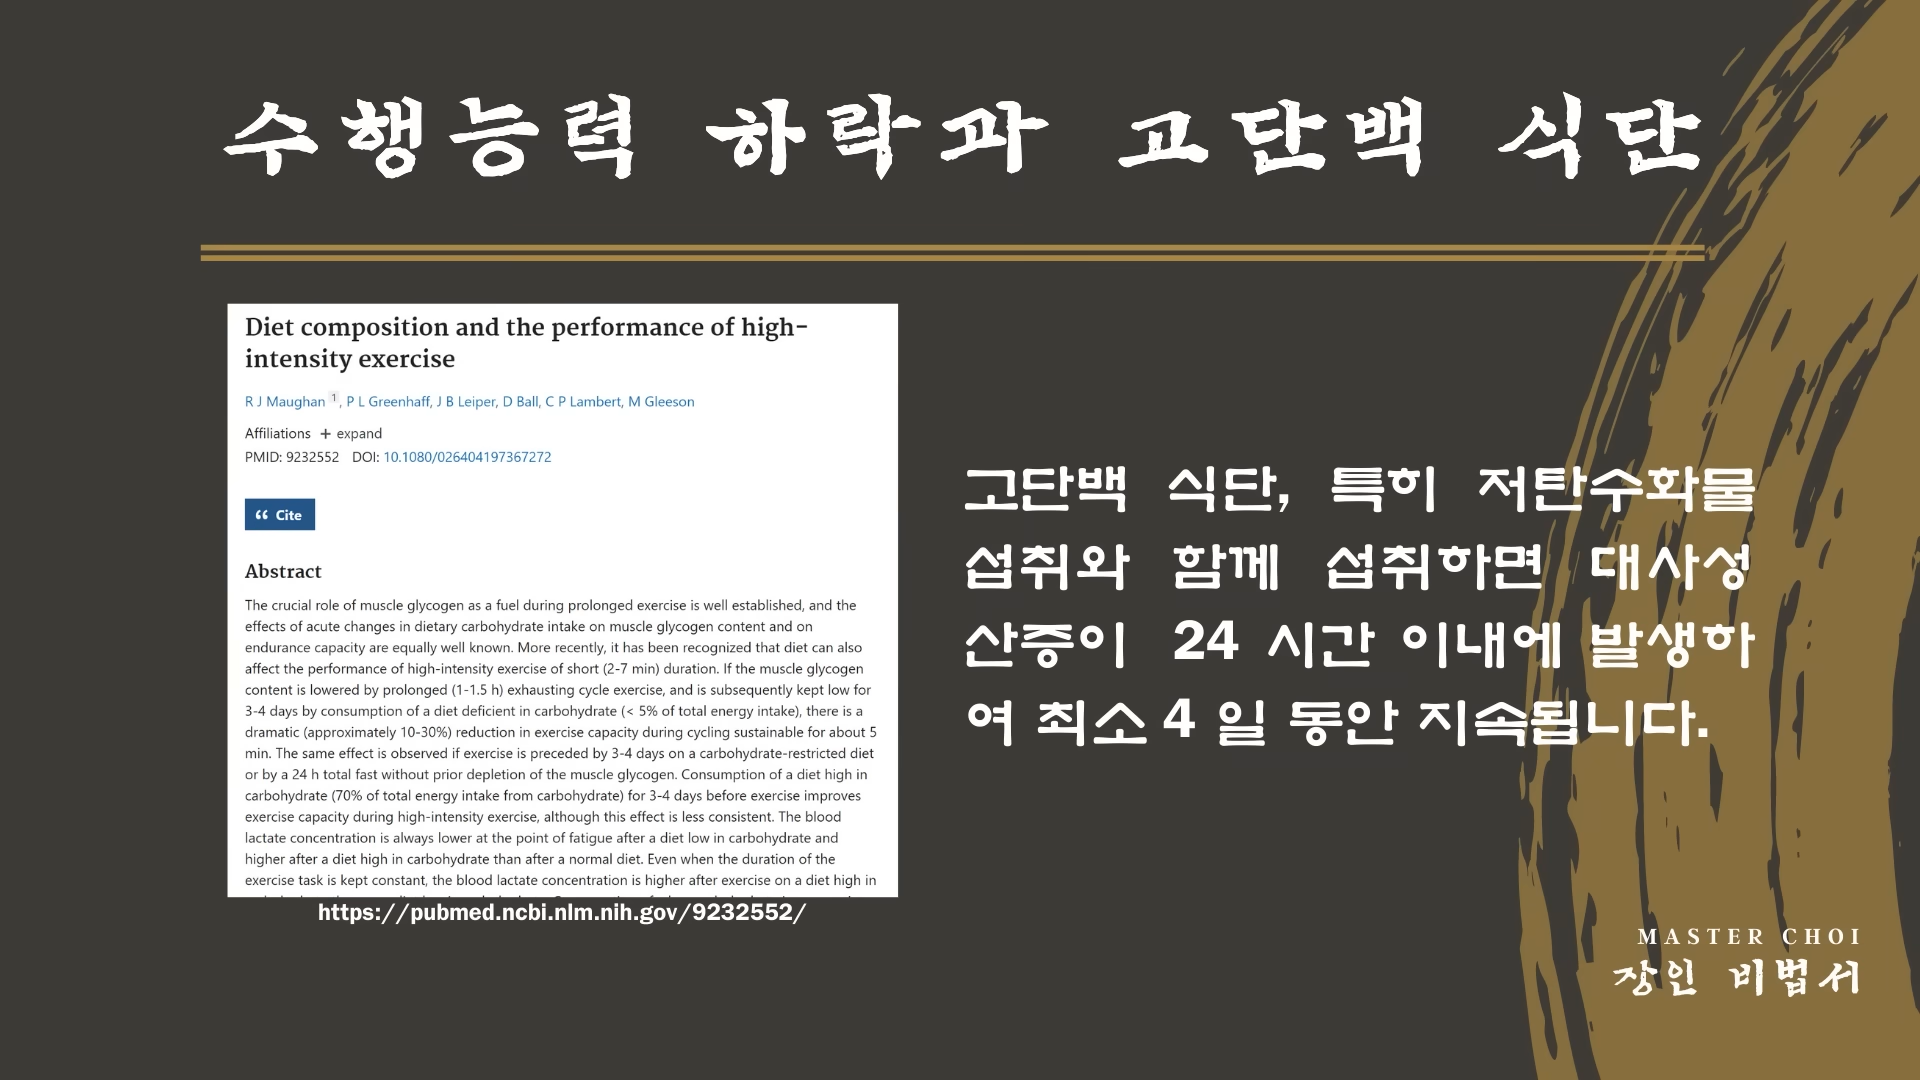 수행능력 하락과 고단백 식단
Diet composition and the performance of high-
intensity exercise
R J Maughan 1, P L Greenhaff, J B Leiper, D Ball, C P Lambert, M Gleeson
Affiliations + expand
PMID: 9232552 DOI: 10.1080/026404197367272
“ Cite
Abstract
The crucial role of muscle glycogen as a fuel during prolonged exercise is well established, and the
effects of acute changes in dietary carbohydrate intake on muscle glycogen content and on
endurance capacity are equally well known. More recently, it has been recognized that diet can also
affect the performance of high-intensity exercise of short (2-7 min) duration. If the muscle glycogen
content is lowered by prolonged (1-1.5 h) exhausting cycle exercise, and is subsequently kept low for
3-4 days by consumption of a diet deficient in carbohydrate (< 5% of total energy intake), there is a
dramatic (approximately 10-30%) reduction in exercise capacity during cycling sustainable for about 5
min. The same effect is observed if exercise is preceded by 3-4 days on a carbohydrate-restricted diet
or by a 24 h total fast without prior depletion of the muscle glycogen. Consumption of a diet high in
carbohydrate (70% of total energy intake from carbohydrate) for 3-4 days before exercise improves
exercise capacity during high-intensity exercise, although this effect is less consistent. The blood
lactate concentration is always lower at the point of fatigue after a diet low in carbohydrate and
higher after a diet high in carbohydrate than after a normal diet. Even when the duration of the
exercise task is kept constant, the blood lactate concentration is higher after exercise on a diet high in
https://pubmed.ncbi.nlm.nih.gov/9232552/
고단백 식단, 특히 저탄수화물
섭취와 함께 섭취하면 대사성
산증이 24 시간 이내에 발생하
여 최소 4 일 동안 지속됩니다.
MASTER CHOI
장인 비법서